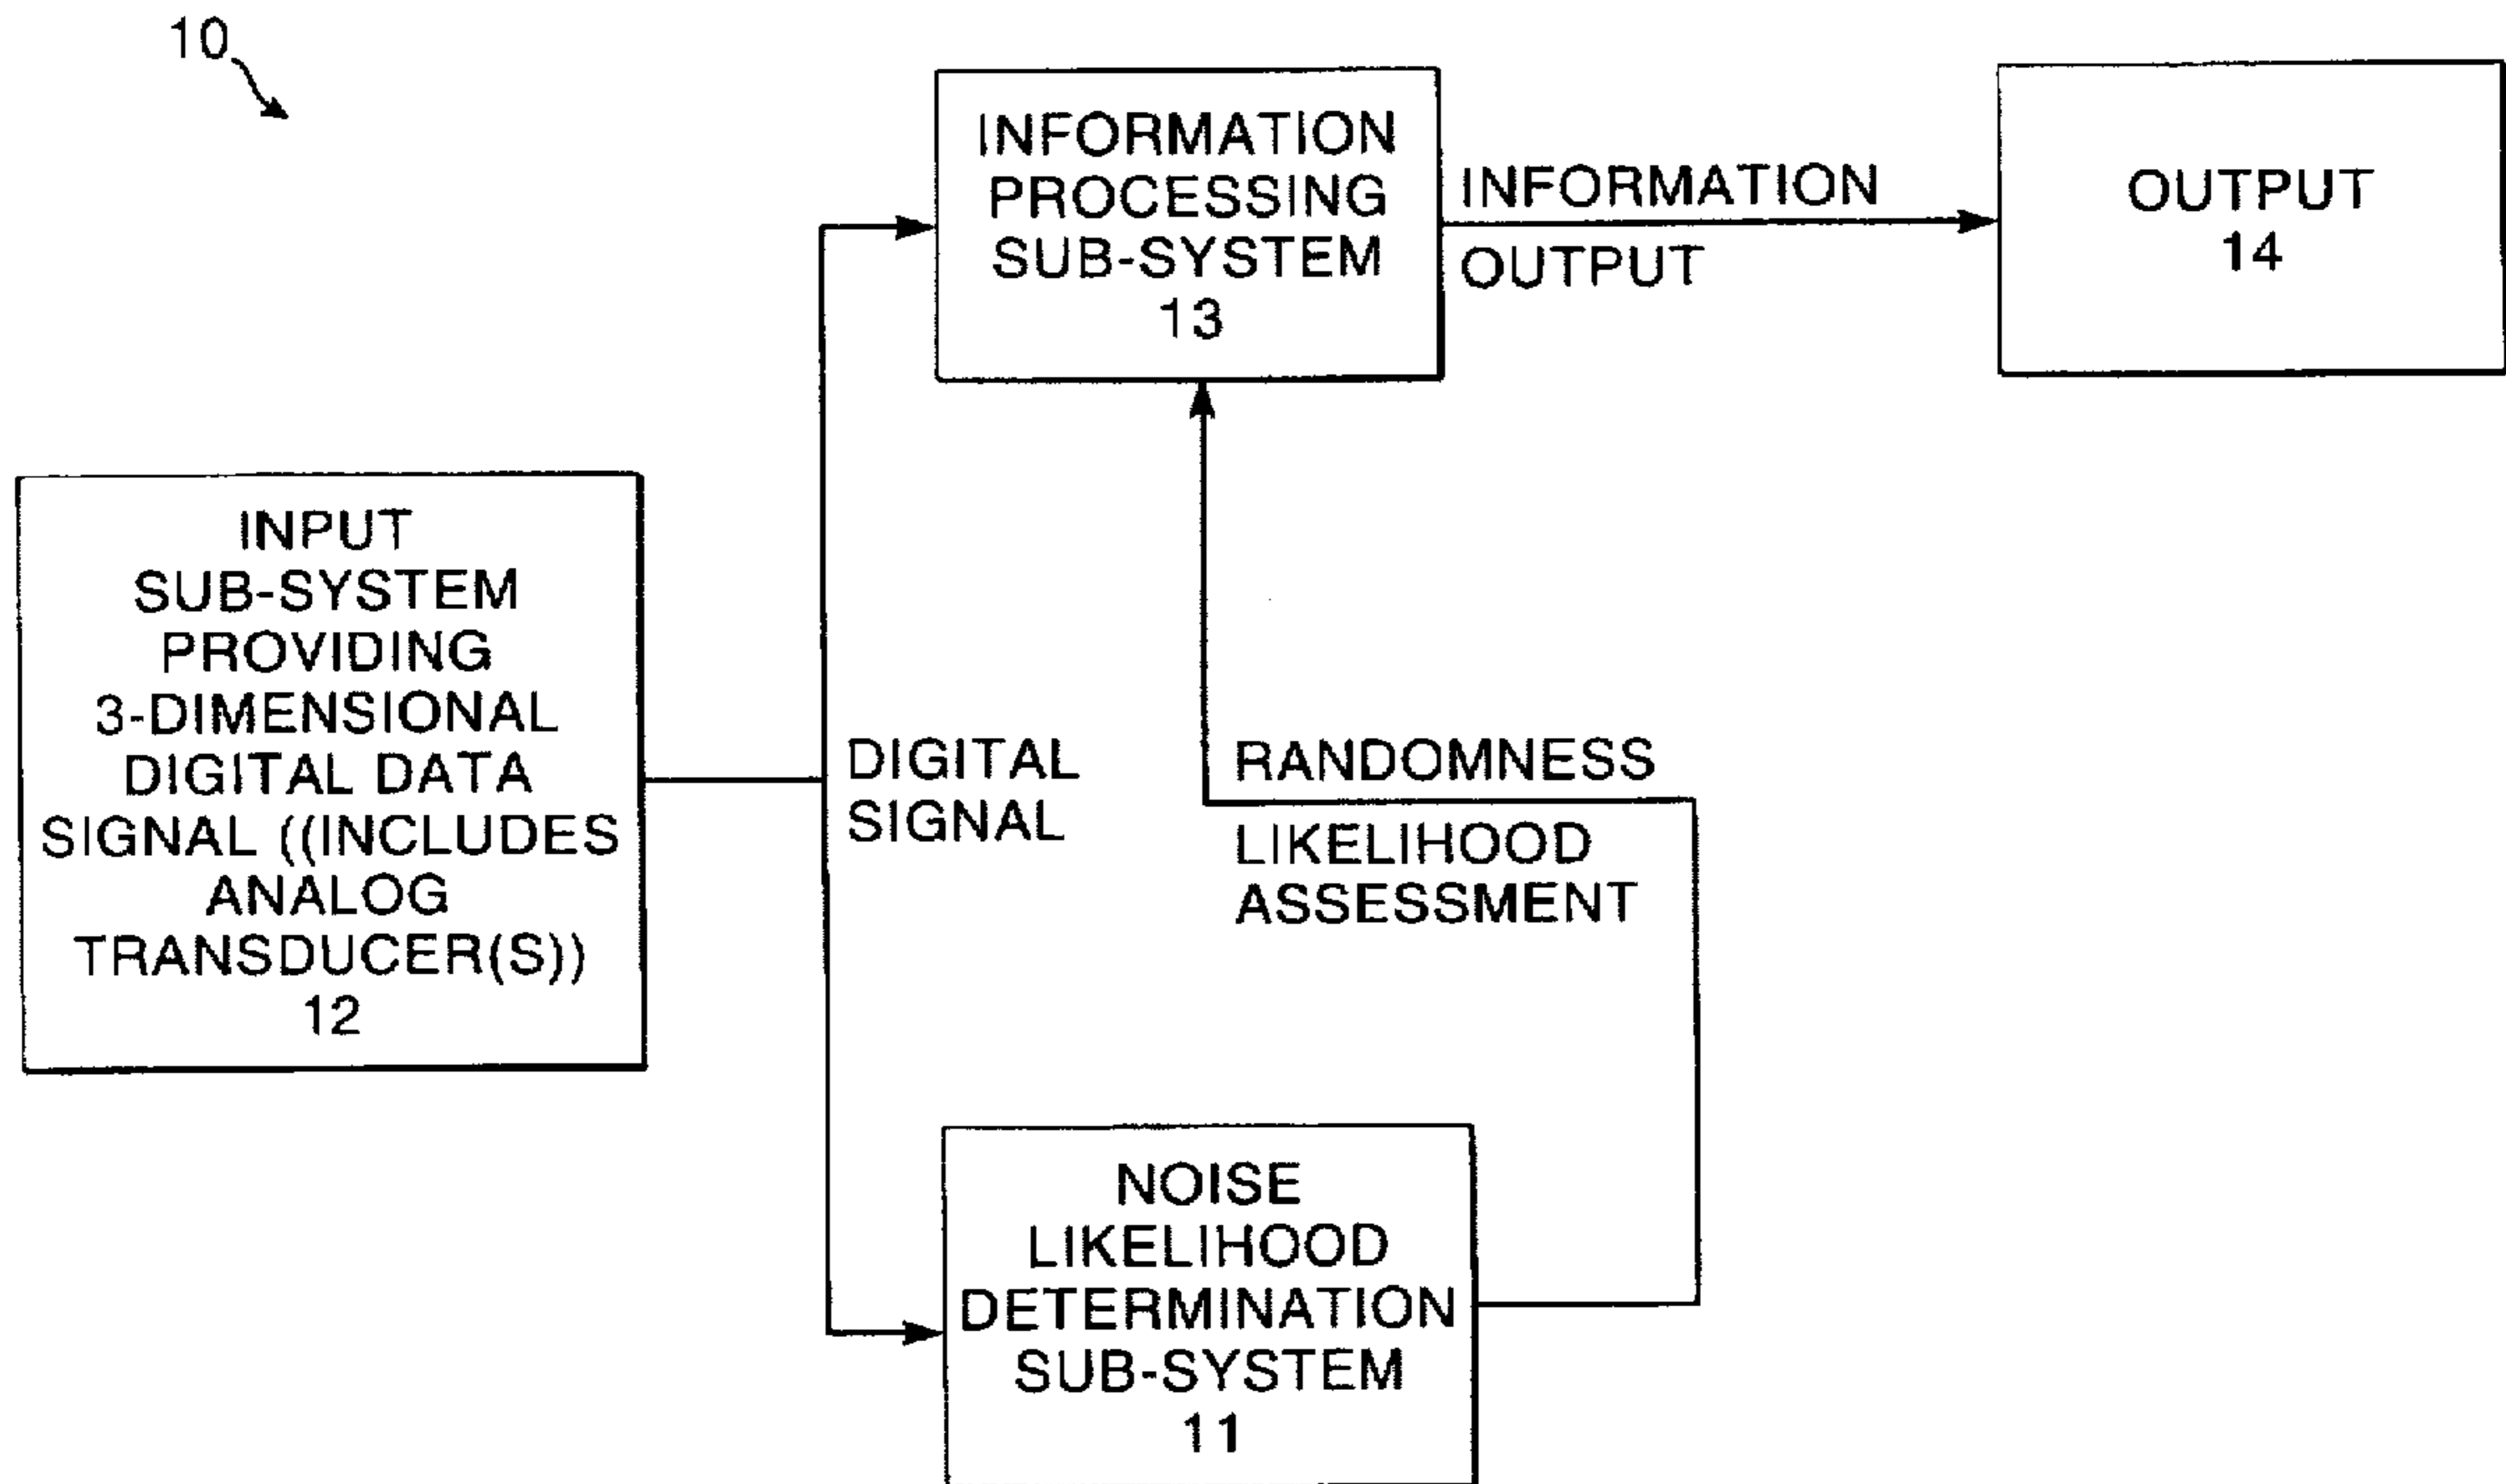 10
INFORMATION
PROCESSING
SUB-SYSTEM
13
INFORMATION
OUTPUT
OUTPUT
14
INPUT
SUB-SYSTEM
PROVIDING
3-DIMENSIONAL
DIGITAL DATA
SIGNAL ((INCLUDES
ANALOG
TRANSDUCER(S))
12
DIGITAL
SIGNAL
RANDOMNESS
LIKELIHOOD
ASSESSMENT
NOISE
LIKELIHOOD
DETERMINATION
SUB-SYSTEM
11